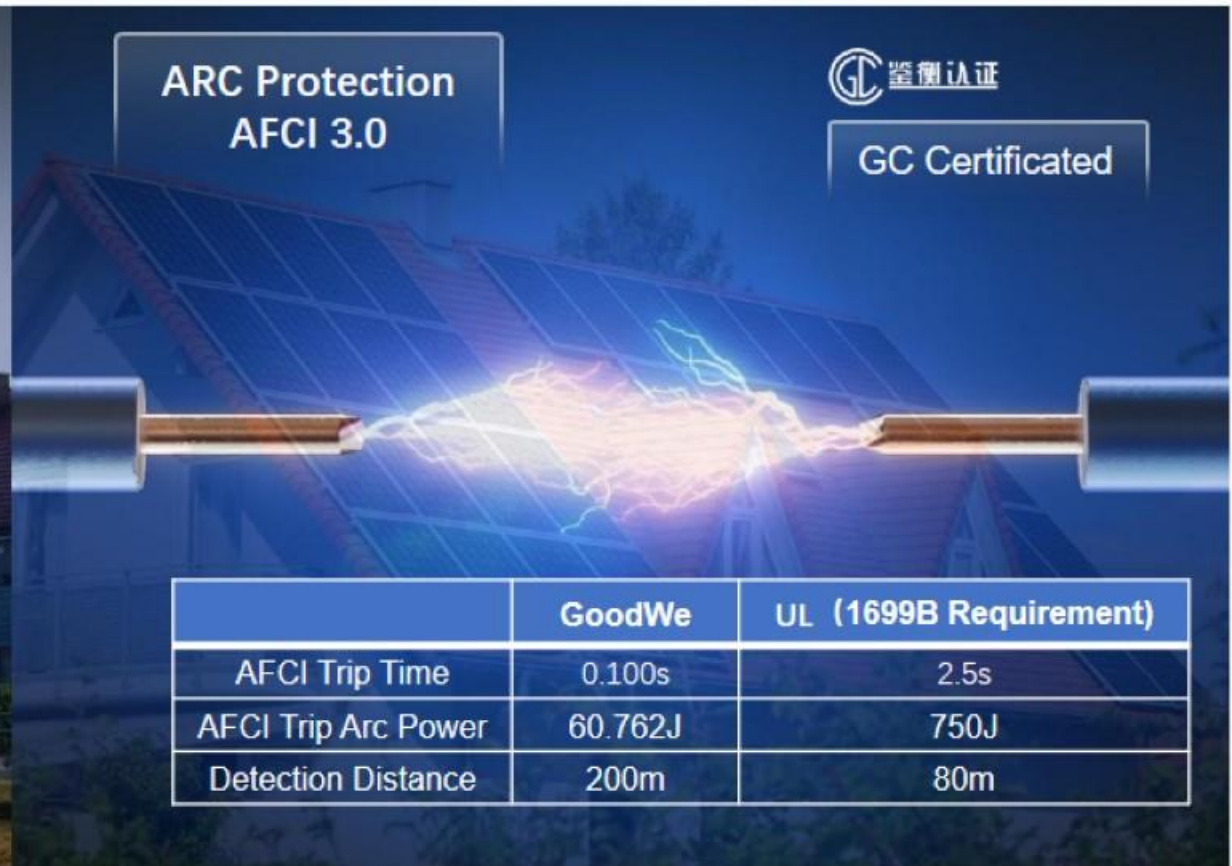 ARC Protection
AFCI 3.0
GC 鉴衡认证
GC Certificated
GoodWe UL (1699B Requirement)
AFCI Trip Time 0.100s 2.5s
AFCI Trip Arc Power 60.762J 750J
Detection Distance 200m 80m